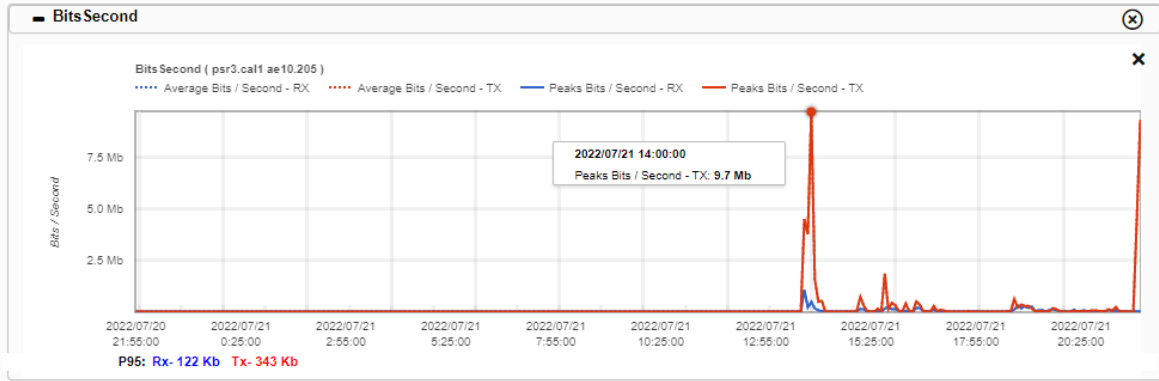 BitsSecond
BitsSecond ( psr3.cal1 ae10.205 )
Average Bits / Second - RX Average Bits / Second - TX Peaks Bits / Second - RX Peaks Bits / Second - TX
2022/07/21 14:00:00
Peaks Bits / Second - TX: 9.7 Mb
7.5 Mb
5.0 Mb
2.5 Mb
Bits / Second
2022/07/20 2022/07/21 2022/07/21 2022/07/21 2022/07/21 2022/07/21 2022/07/21 2022/07/21 2022/07/21 2022/07/21
21:55:00 0:25:00 2:55:00 5:25:00 7:55:00 10:25:00 12:55:00 15:25:00 17:55:00 20:25:00
P95: Rx- 122 Kb Tx- 343 Kb